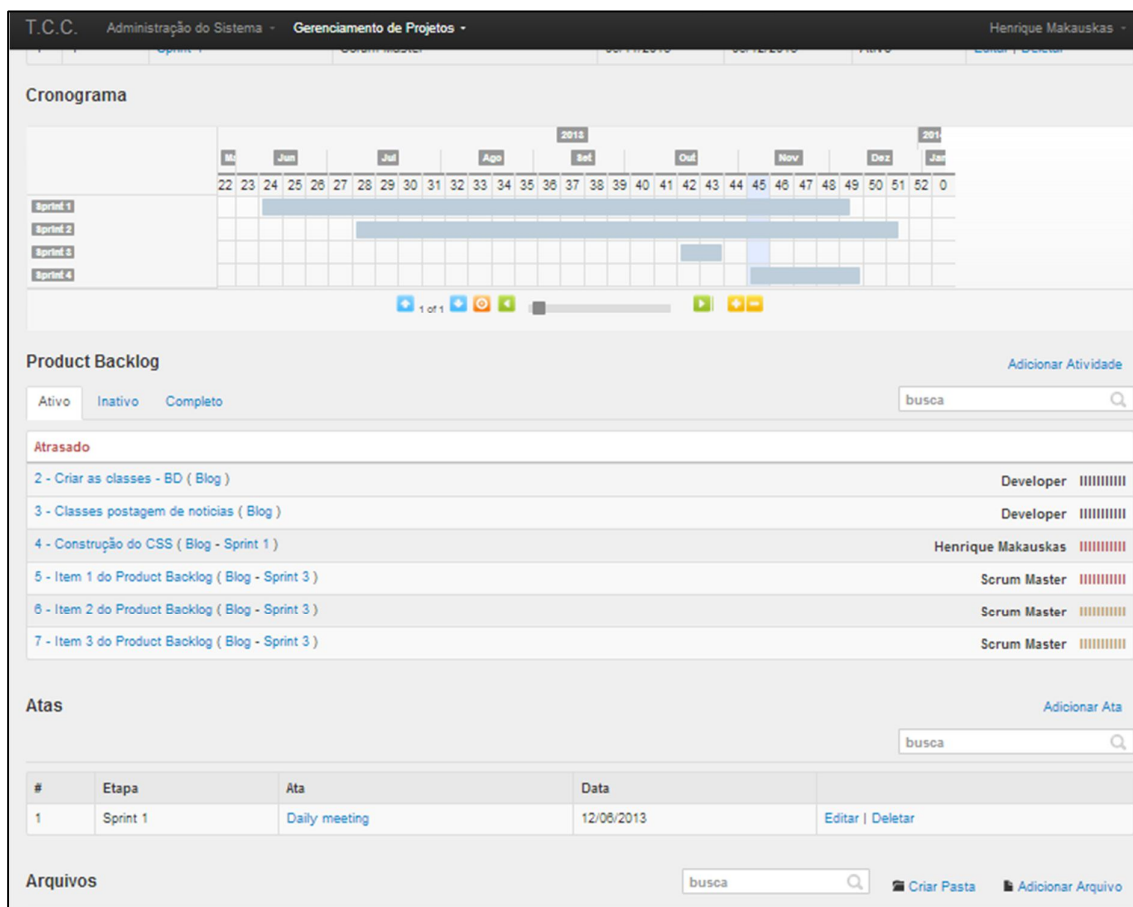 T.C.C. Administração do Sistema - Gerenciamento de Projetos - Henrique Makauskas -
Cronograma
2013 201
Ma Jun Jul Ago Set Out Nov Dez Jan
22 23 24 25 26 27 28 29 30 31 32 33 34 35 36 37 38 39 40 41 42 43 44 45 46 47 48 49 50 51 52 0
Sprint 1
Sprint 2
Sprint 3
Sprint 4
1 of 1
Product Backlog Adicionar Atividade
Ativo Inativo Completo busca
Atrasado
2 - Criar as classes - BD ( Blog ) Developer
3 - Classes postagem de noticias ( Blog ) Developer
4 - Construção do CSS ( Blog - Sprint 1 ) Henrique Makauskas
5 - Item 1 do Product Backlog ( Blog - Sprint 3 ) Scrum Master
6 - Item 2 do Product Backlog ( Blog - Sprint 3 ) Scrum Master
7 - Item 3 do Product Backlog ( Blog - Sprint 3 ) Scrum Master
Atas Adicionar Ata
busca
# Etapa Ata Data
1 Sprint 1 Daily meeting 12/06/2013 Editar | Deletar
Arquivos busca Criar Pasta Adicionar Arquivo